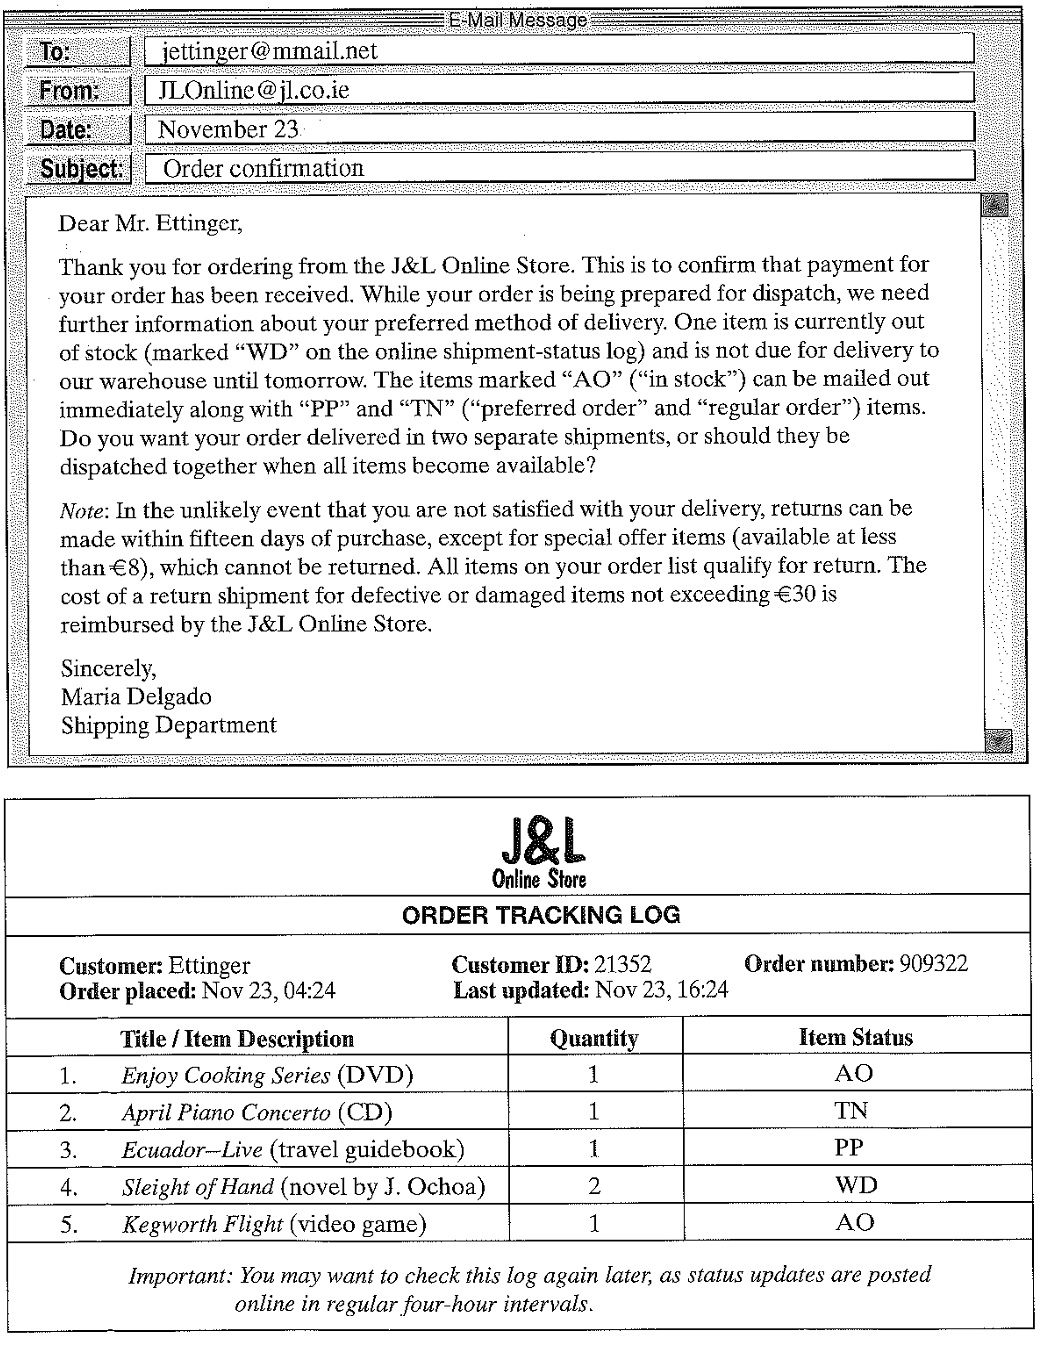 E-Mail Message
To: jettinger@mmail.net
From: JLOnline@jl.co.ie
Date: November 23
Subject: Order confirmation
Dear Mr. Ettinger,
Thank you for ordering from the J&L Online Store. This is to confirm that payment for
your order has been received. While your order is being prepared for dispatch, we need
further information about your preferred method of delivery. One item is currently out
of stock (marked “WD” on the online shipment-status log) and is not due for delivery to
our warehouse until tomorrow. The items marked “AO” (“in stock”) can be mailed out
immediately along with “PP” and “TN” (“preferred order” and “regular order”) items.
Do you want your order delivered in two separate shipments, or should they be
dispatched together when all items become available?
Note: In the unlikely event that you are not satisfied with your delivery, returns can be
made within fifteen days of purchase, except for special offer items (available at less
than €8), which cannot be returned. All items on your order list qualify for return. The
cost of a return shipment for defective or damaged items not exceeding €30 is
reimbursed by the J&L Online Store.
Sincerely,
Maria Delgado
Shipping Department
J&L
Online Store
ORDER TRACKING LOG
Customer: Ettinger Customer ID: 21352 Order number: 909322
Order placed: Nov 23, 04:24 Last updated: Nov 23, 16:24
Title / Item Description Quantity Item Status
1. Enjoy Cooking Series (DVD) 1 AO
2. April Piano Concerto (CD) 1 TN
3. Ecuador–Live (travel guidebook) 1 PP
4. Sleight of Hand (novel by J. Ochoa) 2 WD
5. Kegworth Flight (video game) 1 AO
Important: You may want to check this log again later, as status updates are posted
online in regular four-hour intervals.